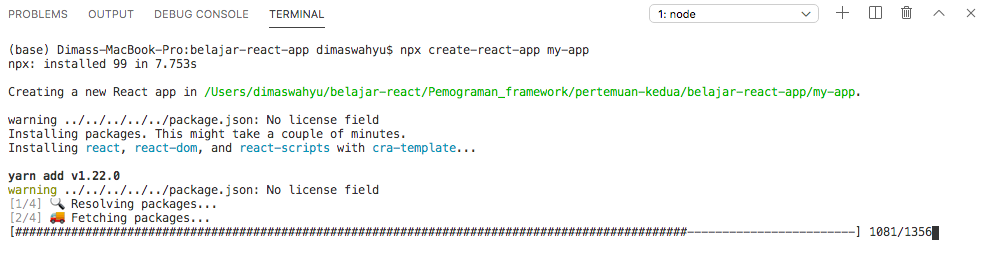 PROBLEMS OUTPUT DEBUG CONSOLE TERMINAL 1: node
(base) Dimass-MacBook-Pro:belajar-react-app dimaswahyu$ npx create-react-app my-app
npx: installed 99 in 7.753s
Creating a new React app in /Users/dimaswahyu/belajar-react/Pemograman_framework/pertemuan-kedua/belajar-react-app/my-app.
warning ../../../../../package.json: No license field
Installing packages. This might take a couple of minutes.
Installing react, react-dom, and react-scripts with cra-template...
yarn add v1.22.0
warning ../../../../../package.json: No license field
[1/4] 🔍 Resolving packages...
[2/4] 🚚 Fetching packages...
[################################################################################################------------------------] 1081/1356